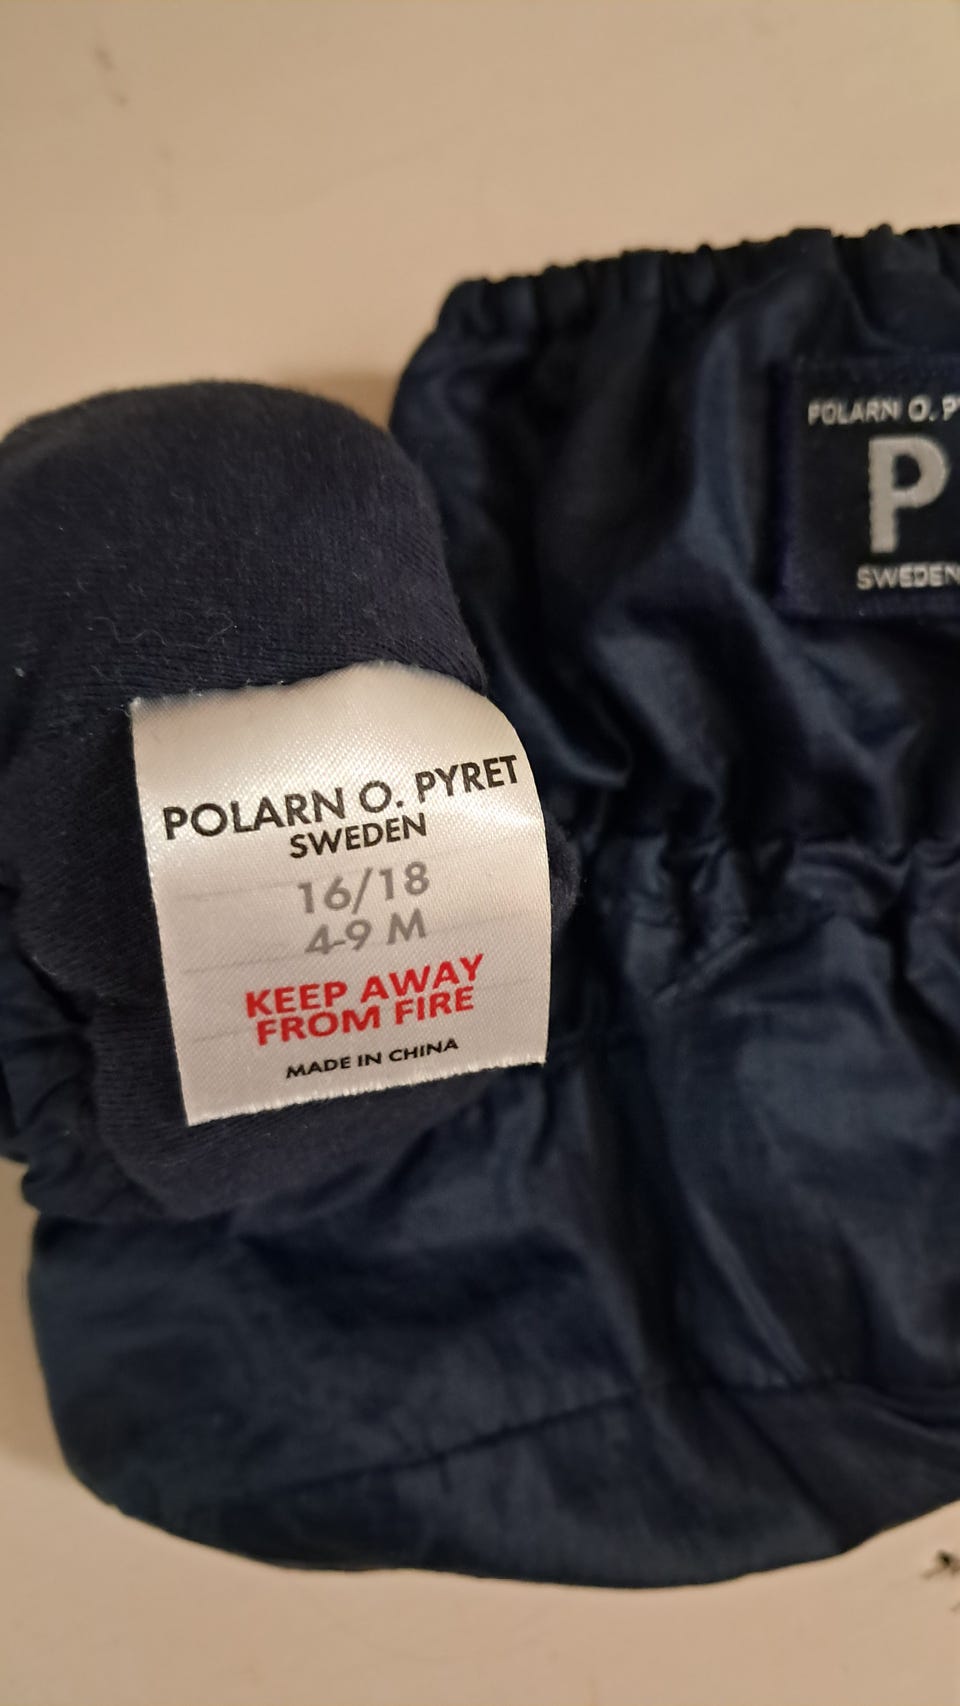 POLARN O. P
P
SWEDEN
POLARN O. PYRET
SWEDEN
16/18
4-9 M
KEEP AWAY
FROM FIRE
MADE IN CHINA